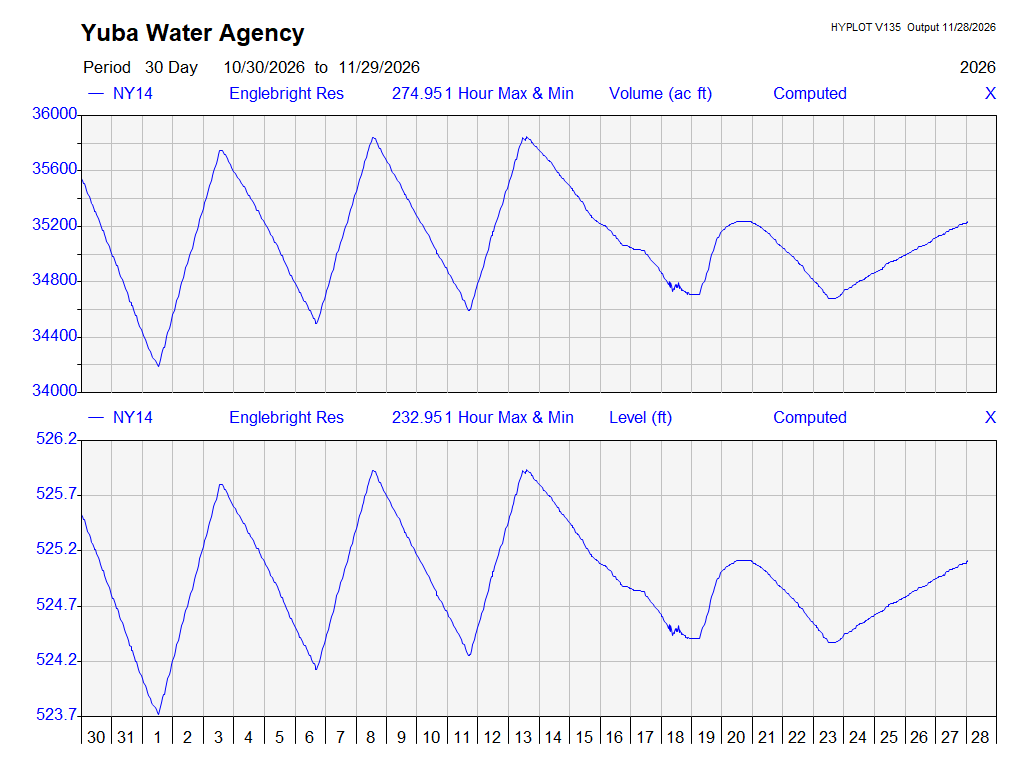 Yuba Water Agency
HYPLOT V135 Output 11/28/2026
Period 30 Day 10/30/2026 to 11/29/2026 2026
NY14 Englebright Res 274.951 Hour Max & Min Volume (ac ft) Computed X
36000
35600
35200
34800
34400
34000
NY14 Englebright Res 232.951 Hour Max & Min Level (ft) Computed X
526.2
525.7
525.2
524.7
524.2
523.7
30 31 1 2 3 4 5 6 7 8 9 10 11 12 13 14 15 16 17 18 19 20 21 22 23 24 25 26 27 28